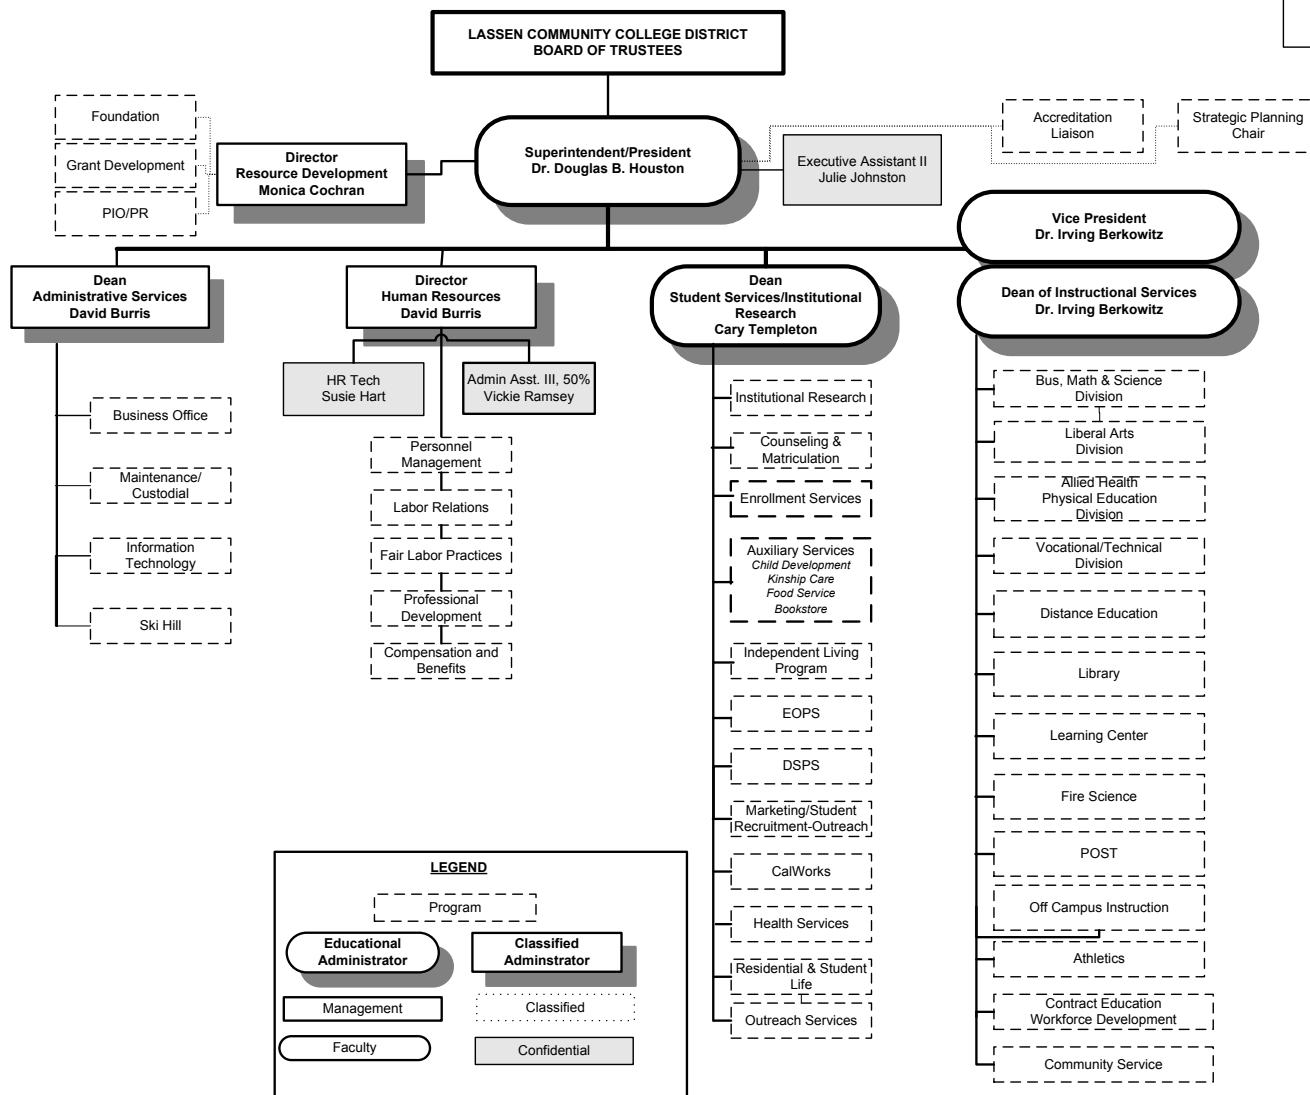 LASSEN COMMUNITY COLLEGE DISTRICT
BOARD OF TRUSTEES
Foundation
Grant Development
PIO/PR
Director
Resource Development
Monica Cochran
Superintendent/President
Dr. Douglas B. Houston
Executive Assistant II
Julie Johnston
Accreditation
Liaison
Strategic Planning
Chair
Vice President
Dr. Irving Berkowitz
Dean
Administrative Services
David Burris
Director
Human Resources
David Burris
Dean
Student Services/Institutional
Research
Cary Templeton
Dean of Instructional Services
Dr. Irving Berkowitz
Business Office
Maintenance/
Custodial
Information
Technology
Ski Hill
HR Tech
Susie Hart
Admin Asst. III, 50%
Vickie Ramsey
Personnel
Management
Labor Relations
Fair Labor Practices
Professional
Development
Compensation and
Benefits
Institutional Research
Counseling &
Matriculation
Enrollment Services
Auxiliary Services
Child Development
Kinship Care
Food Service
Bookstore
Independent Living
Program
EOPS
DSPS
Marketing/Student
Recruitment-Outreach
CalWorks
Health Services
Residential & Student
Life
Outreach Services
Bus, Math & Science
Division
Liberal Arts
Division
Allied Health
Physical Education
Division
Vocational/Technical
Division
Distance Education
Library
Learning Center
Fire Science
POST
Off Campus Instruction
Athletics
Contract Education
Workforce Development
Community Service
LEGEND
Program
Educational
Administrator
Classified
Adminstrator
Management
Classified
Faculty
Confidential